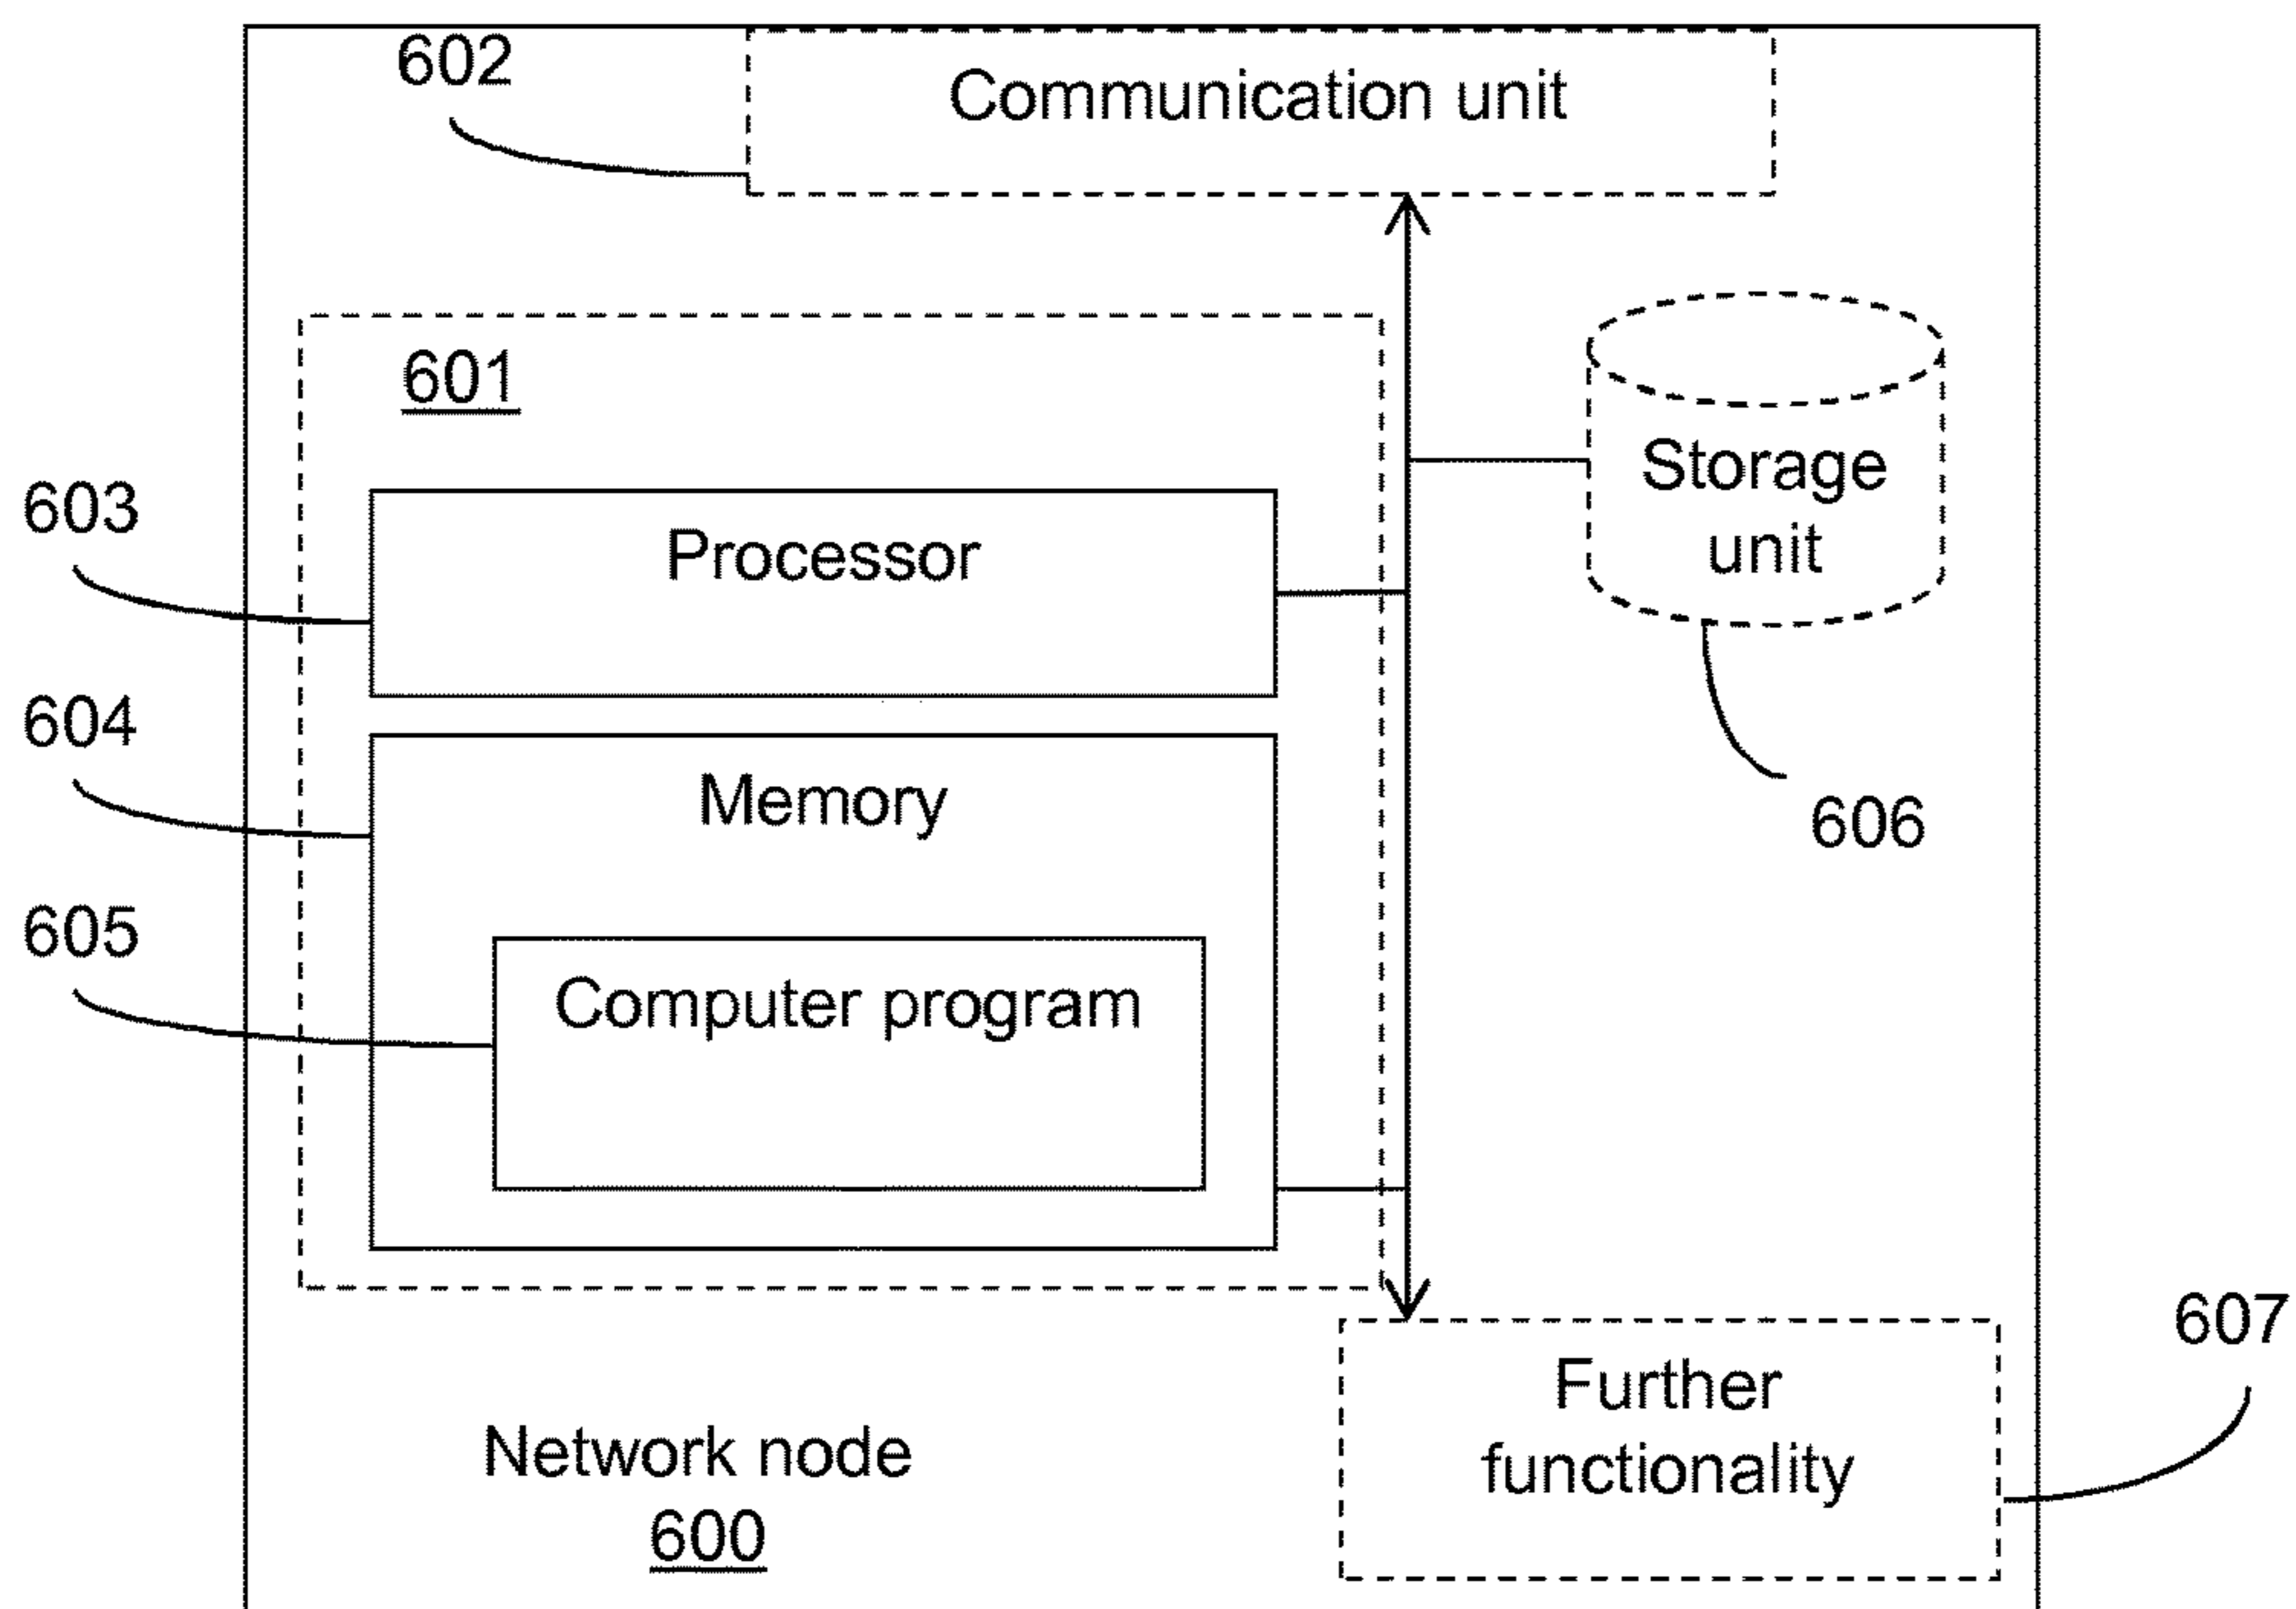 602
Communication unit
601
603
Processor
Storage
unit
604
Memory
606
605
Computer program
607
Further
functionality
Network node
600